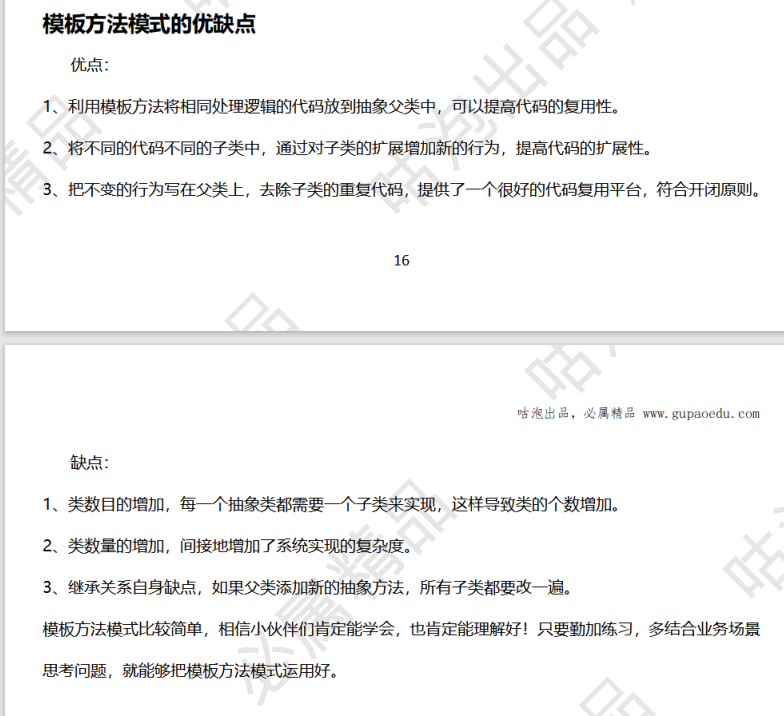 模板方法模式的优缺点
优点：
1、利用模板方法将相同处理逻辑的代码放到抽象父类中，可以提高代码的复用性。
2、将不同的代码不同的子类中，通过对子类的扩展增加新的行为，提高代码的扩展性。
3、把不变的行为写在父类上，去除子类的重复代码，提供了一个很好的代码复用平台，符合开闭原则。
16
咕泡出品，必属精品 www.gupaoedu.com
缺点：
1、类数目的增加，每一个抽象类都需要一个子类来实现，这样导致类的个数增加。
2、类数量的增加，间接地增加了系统实现的复杂度。
3、继承关系自身缺点，如果父类添加新的抽象方法，所有子类都要改一遍。
模板方法模式比较简单，相信小伙伴们肯定能学会，也肯定能理解好！只要勤加练习，多结合业务场景
思考问题，就能够把模板方法模式运用好。
咕泡出品
精品
品
咕
必属精品
咕
品